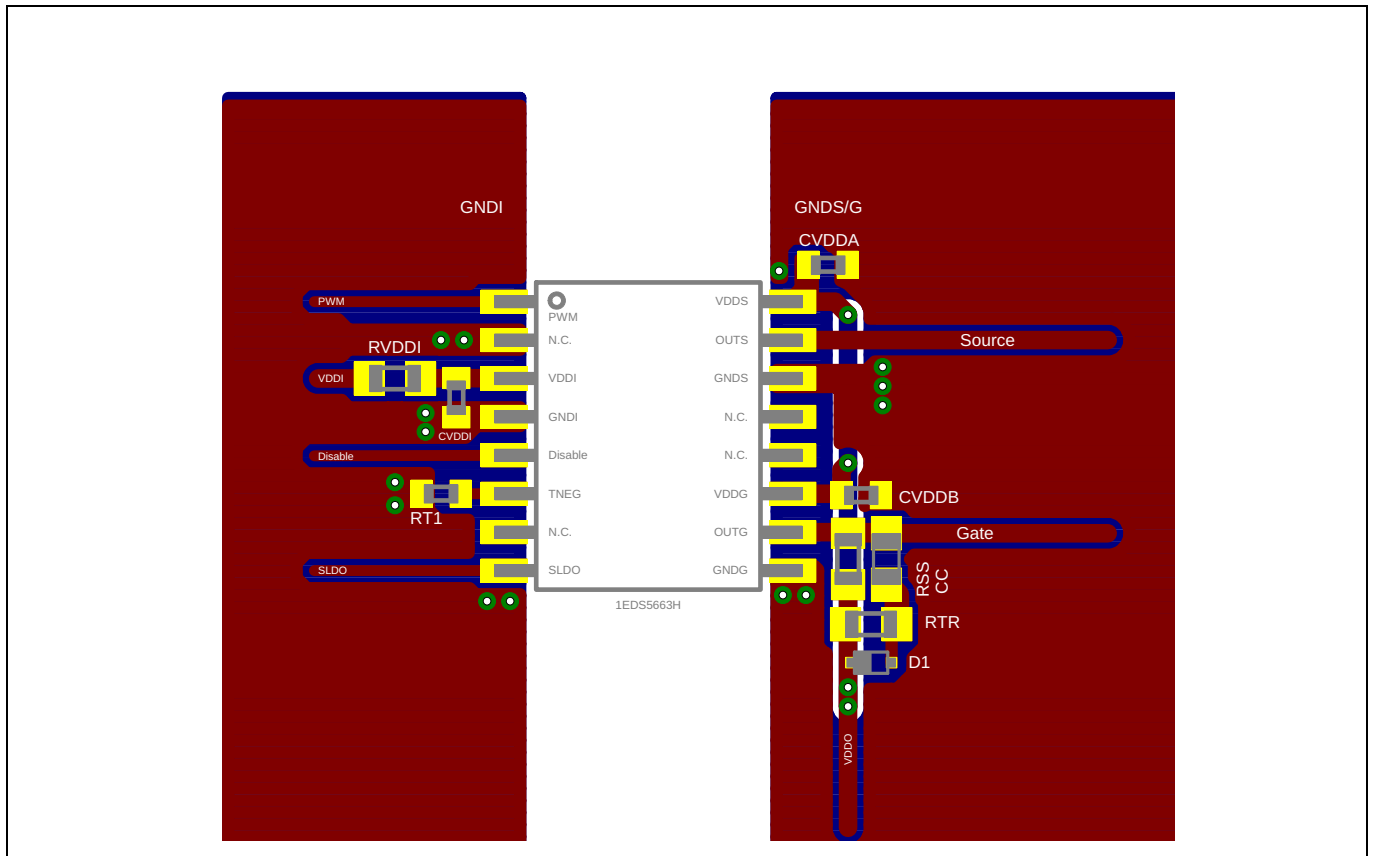 GNDI
GNDS/G
CVDDA
PWM
PWM
VDDS
N.C.
OUTS
Source
RVDDI
VDDI
VDDI
GNDS
GNDI
N.C.
CVDDI
Disable
Disable
N.C.
TNEG
VDDG
CVDDB
RT1
N.C.
OUTG
Gate
SLDO
SLDO
GNDG
RSS
CC
1EDS5663H
RTR
D1
VDDO